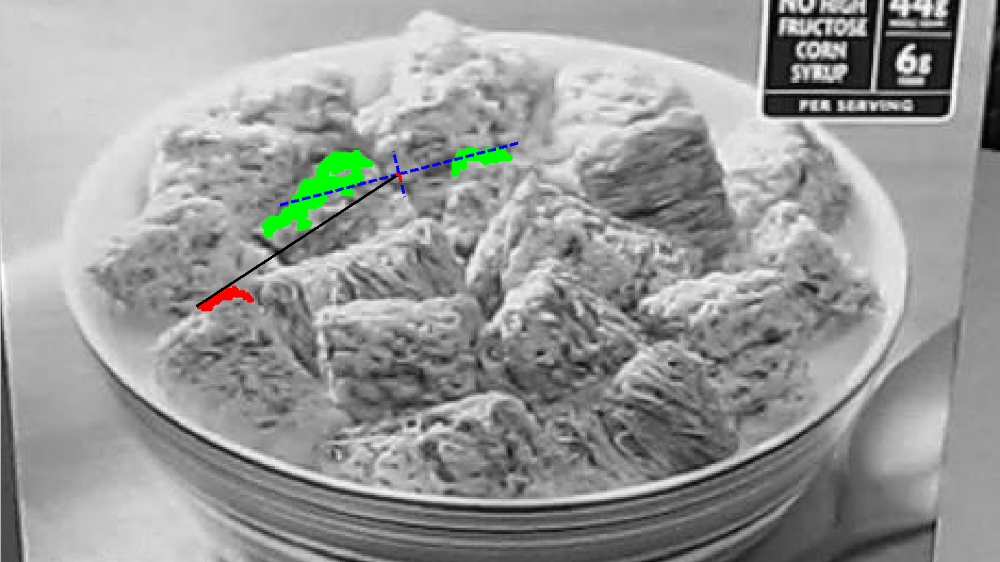 NO HIGH
FRUCTOSE
CORN
SYRUP
44g
6g
PER SERVING